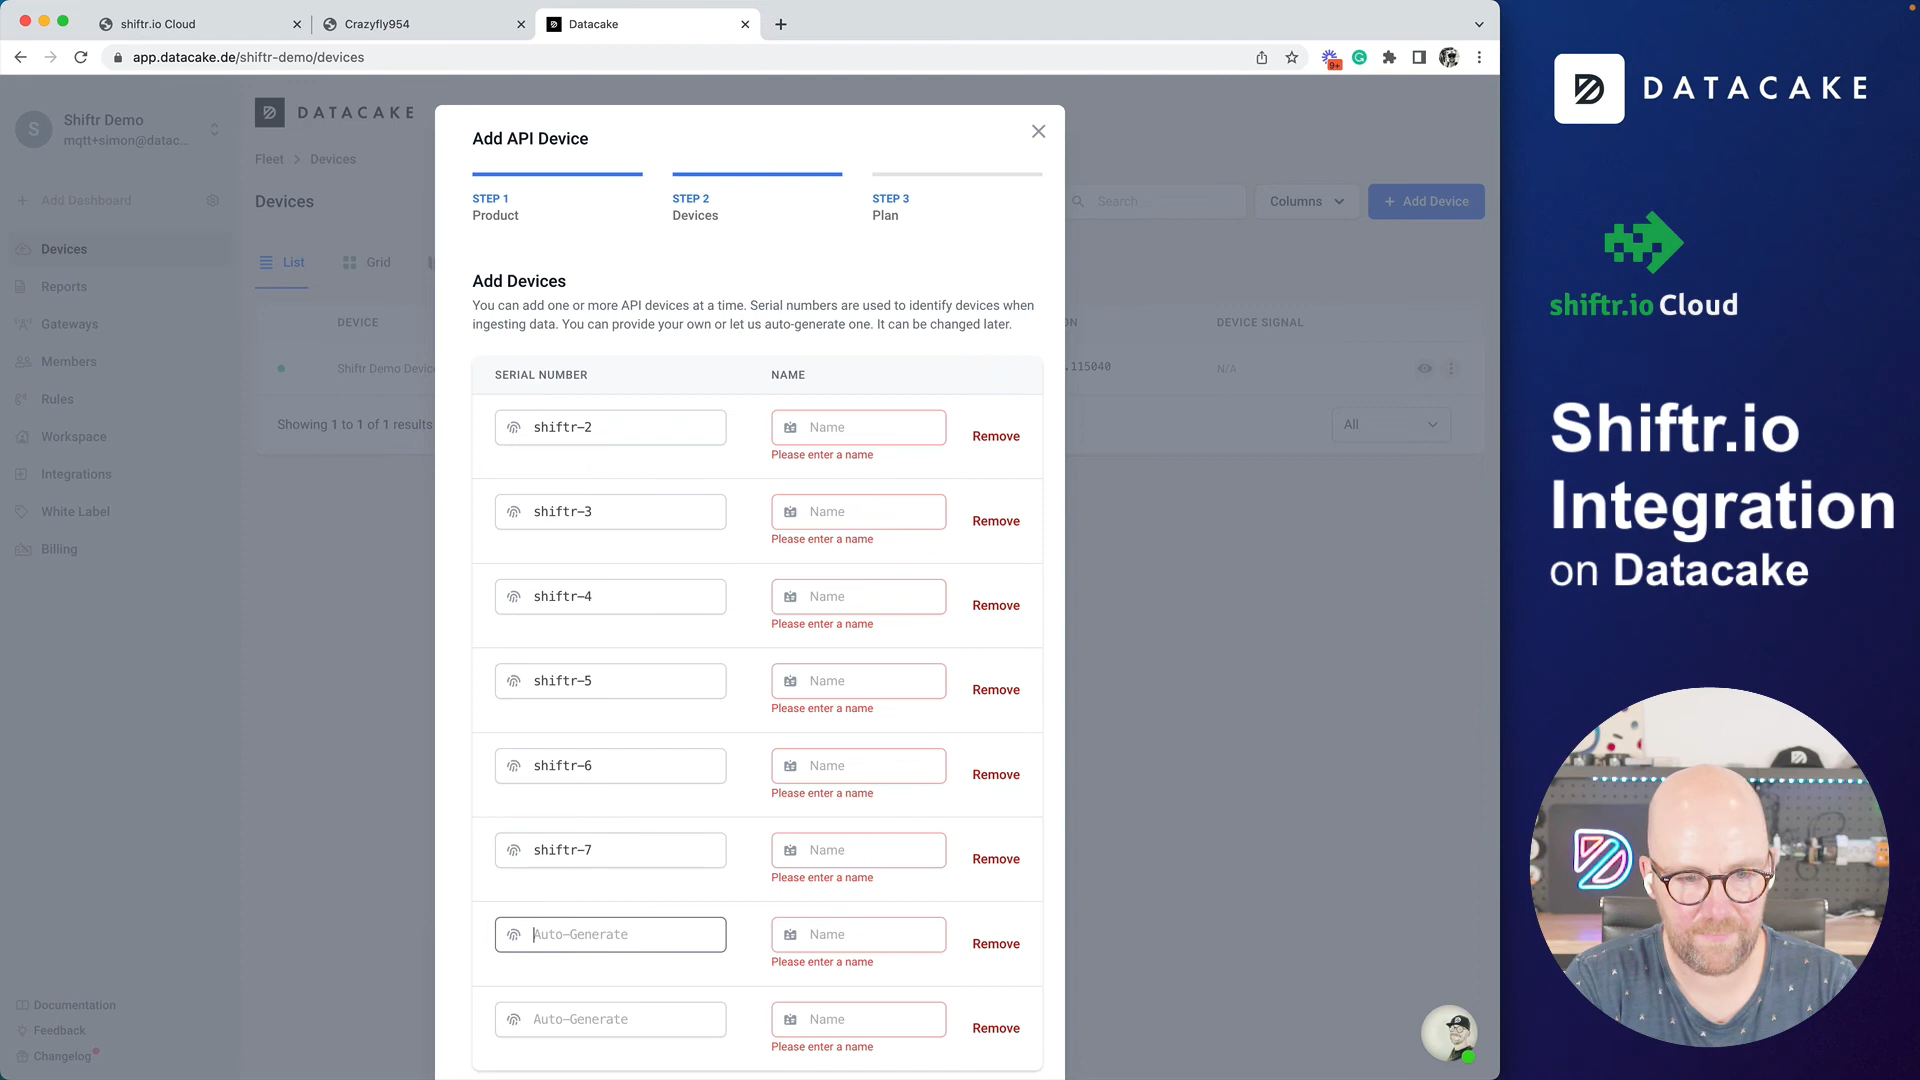 shiftr.io Cloud
Crazyfly954
Datacake
app.datacake.de/shiftr-demo/devices
9+
S
Shiftr Demo
mqtt+simon@datac...
Add Dashboard
Devices
Reports
Gateways
Members
Rules
Workspace
Integrations
White Label
Billing
Documentation
Feedback
Changelog
DATACAKE
Fleet > Devices
Devices
Search
Columns
+ Add Device
List
Grid
DEVICE
ON
DEVICE SIGNAL
Shiftr Demo Devic
.115040
N/A
Showing 1 to 1 of 1 results
All
Add API Device
STEP 1
Product
STEP 2
Devices
STEP 3
Plan
Add Devices
You can add one or more API devices at a time. Serial numbers are used to identify devices when
ingesting data. You can provide your own or let us auto-generate one. It can be changed later.
SERIAL NUMBER
NAME
shiftr-2
Name
Remove
Please enter a name
shiftr-3
Name
Remove
Please enter a name
shiftr-4
Name
Remove
Please enter a name
shiftr-5
Name
Remove
Please enter a name
shiftr-6
Name
Remove
Please enter a name
shiftr-7
Name
Remove
Please enter a name
Auto-Generate
Name
Remove
Please enter a name
Auto-Generate
Name
Remove
Please enter a name
DATACAKE
shiftr.io Cloud
Shiftr.io
Integration
on Datacake